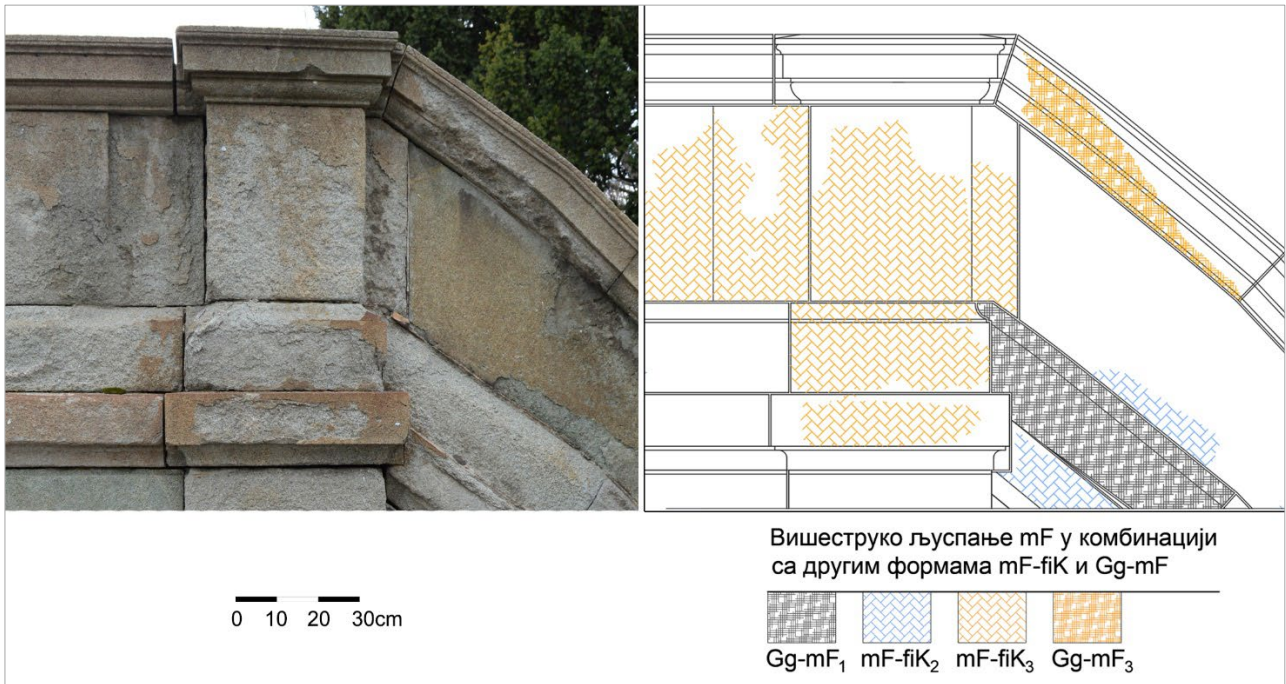 Вишеструко љуспање mF у комбинацији
са другим формама mF-fiK и Gg-mF
0 10 20 30cm
Gg-mF₁ mF-fiK₂ mF-fiK₃ Gg-mF₃